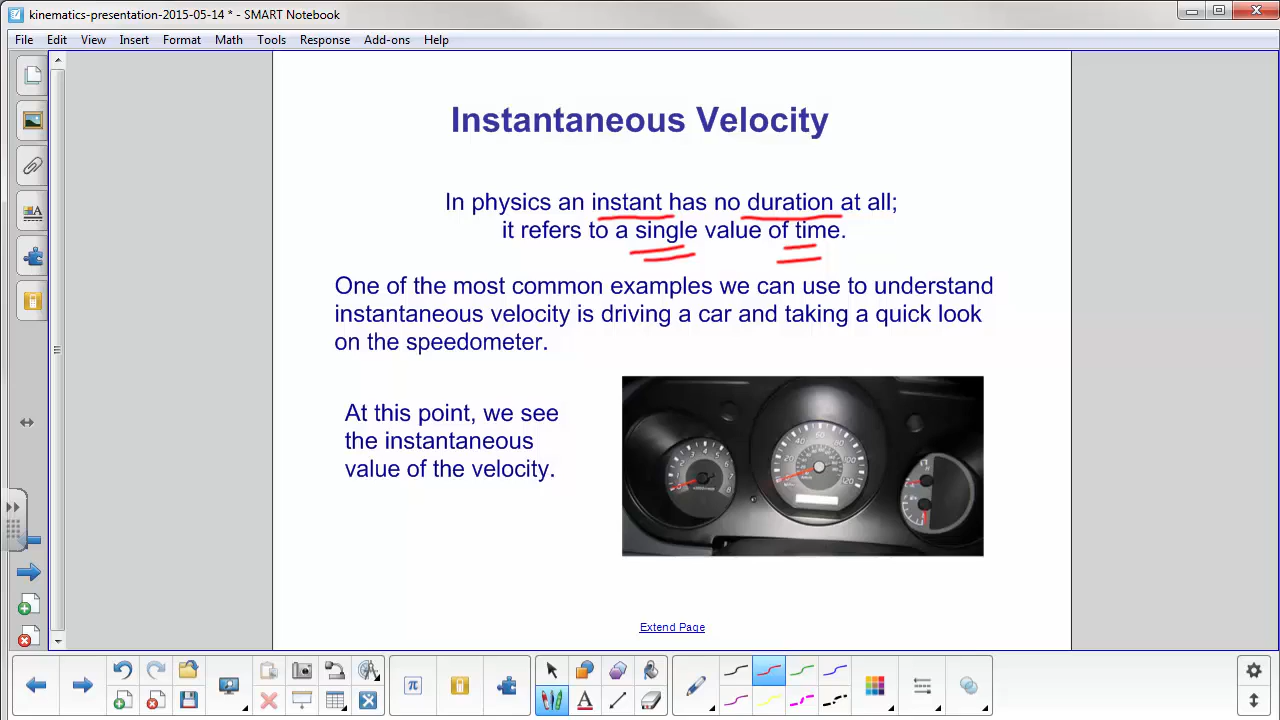 kinematics-presentation-2015-05-14 * - SMART Notebook
File Edit View Insert Format Math Tools Response Add-ons Help
Instantaneous Velocity
In physics an instant has no duration at all;
it refers to a single value of time.
One of the most common examples we can use to understand
instantaneous velocity is driving a car and taking a quick look
on the speedometer.
At this point, we see
the instantaneous
value of the velocity.
Extend Page